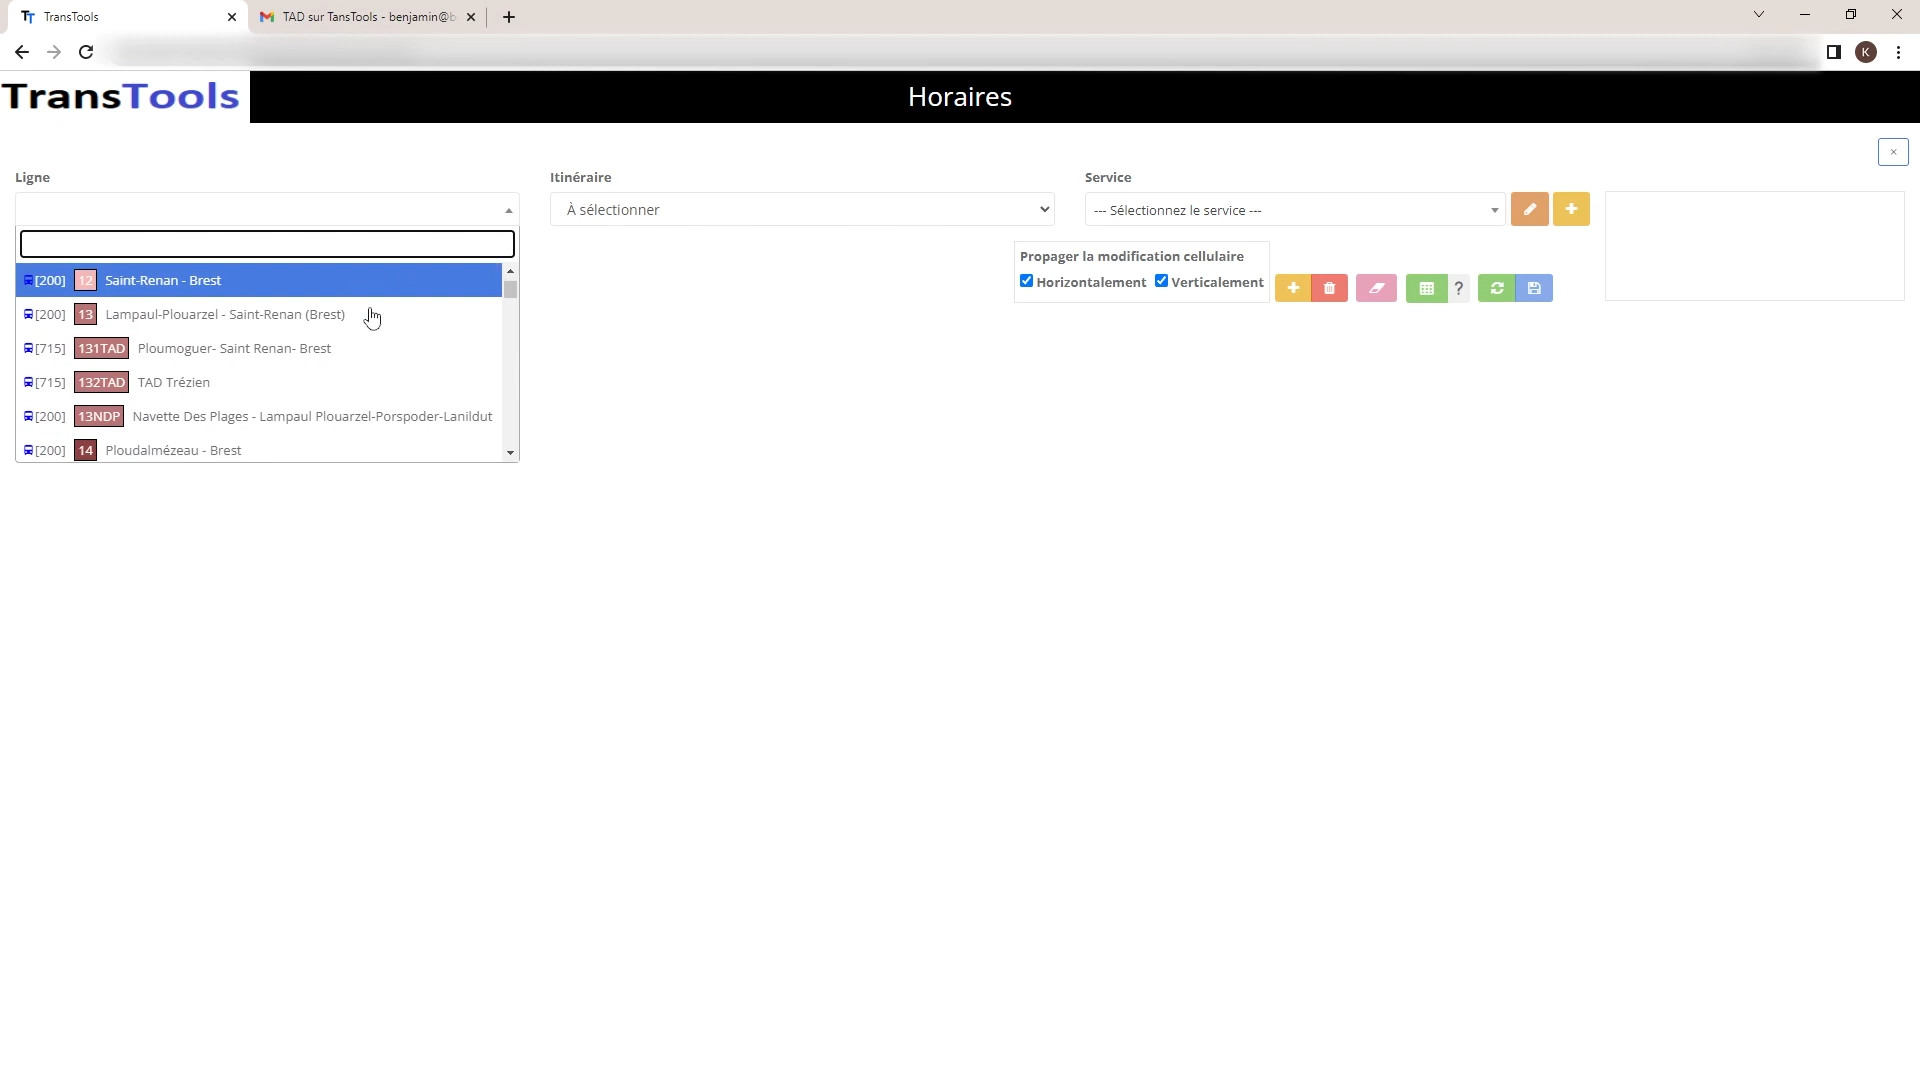 TransTools
TAD sur TansTools - benjamin@b
K
TransTools
Horaires
×
Ligne
Itinéraire
Service
À sélectionner
--- Sélectionnez le service ---
Propager la modification cellulaire
Horizontalement Verticalement
?
[200] 12 Saint-Renan - Brest
[200] 13 Lampaul-Plouarzel - Saint-Renan (Brest)
[715] 131TAD Ploumoguer- Saint Renan- Brest
[715] 132TAD TAD Trézien
[200] 13NDP Navette Des Plages - Lampaul Plouarzel-Porspoder-Lanildut
[200] 14 Ploudalmézeau - Brest